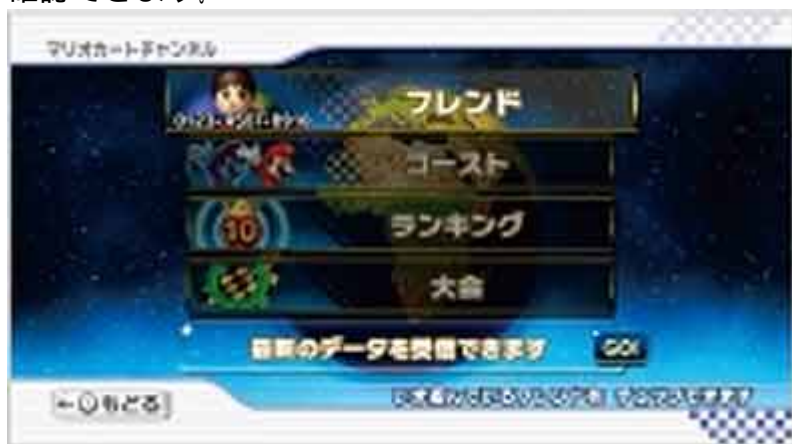 確認できます。
マリオカートチャンネル
フレンド
ゴースト
ランキング
10
大会
最新のデータを受信できます
GO!
もどる